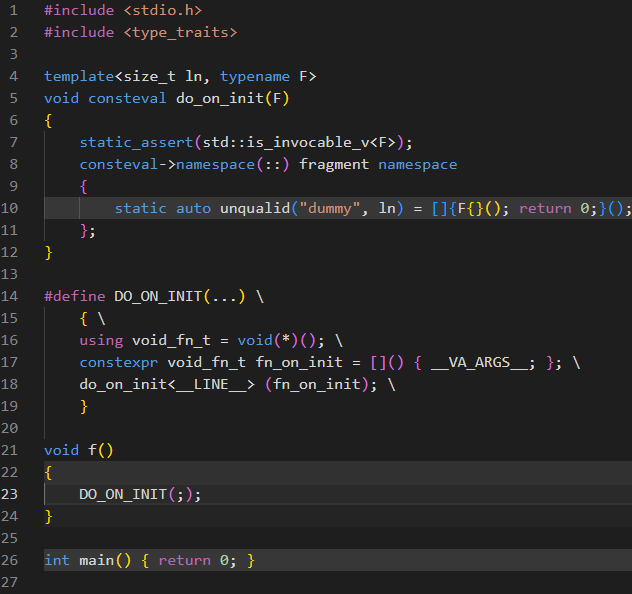 1 #include <stdio.h>
2 #include <type_traits>
3
4 template<size_t ln, typename F>
5 void consteval do_on_init(F)
6 {
7     static_assert(std::is_invocable_v<F>);
8     consteval->namespace(::) fragment namespace
9     {
10         static auto unqualid("dummy", ln) = []{F{}(); return 0;}();
11     };
12 }
13
14 #define DO_ON_INIT(...) \
15     { \
16     using void_fn_t = void(*)(); \
17     constexpr void_fn_t fn_on_init = []() { __VA_ARGS__; }; \
18     do_on_init<__LINE__> (fn_on_init); \
19     }
20
21 void f()
22 {
23     DO_ON_INIT(;);
24 }
25
26 int main() { return 0; }
27